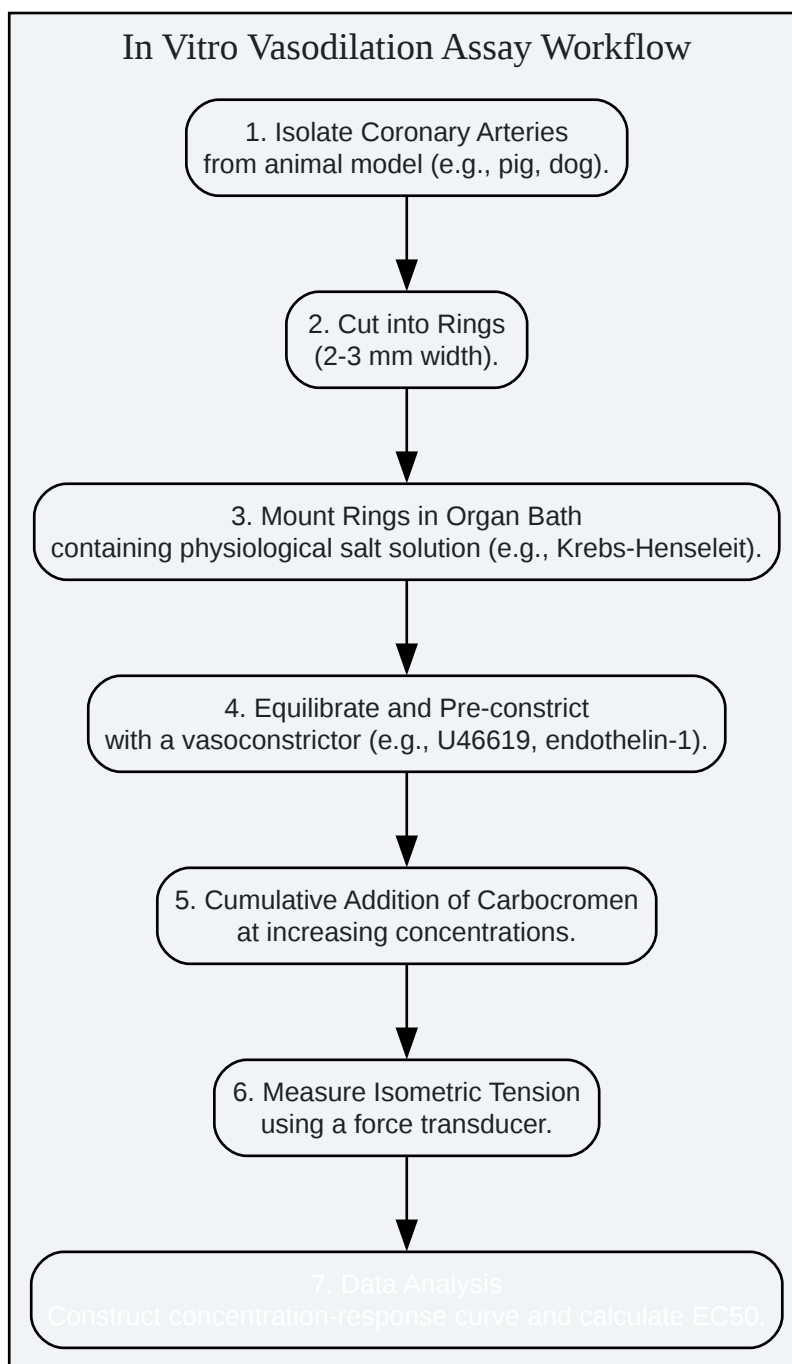 In Vitro Vasodilation Assay Workflow
1. Isolate Coronary Arteries
from animal model (e.g., pig, dog).
2. Cut into Rings
(2-3 mm width).
3. Mount Rings in Organ Bath
containing physiological salt solution (e.g., Krebs-Henseleit).
4. Equilibrate and Pre-constrict
with a vasoconstrictor (e.g., U46619, endothelin-1).
5. Cumulative Addition of Carbocromen
at increasing concentrations.
6. Measure Isometric Tension
using a force transducer.
7. Data Analysis
Construct concentration-response curve and calculate EC50.